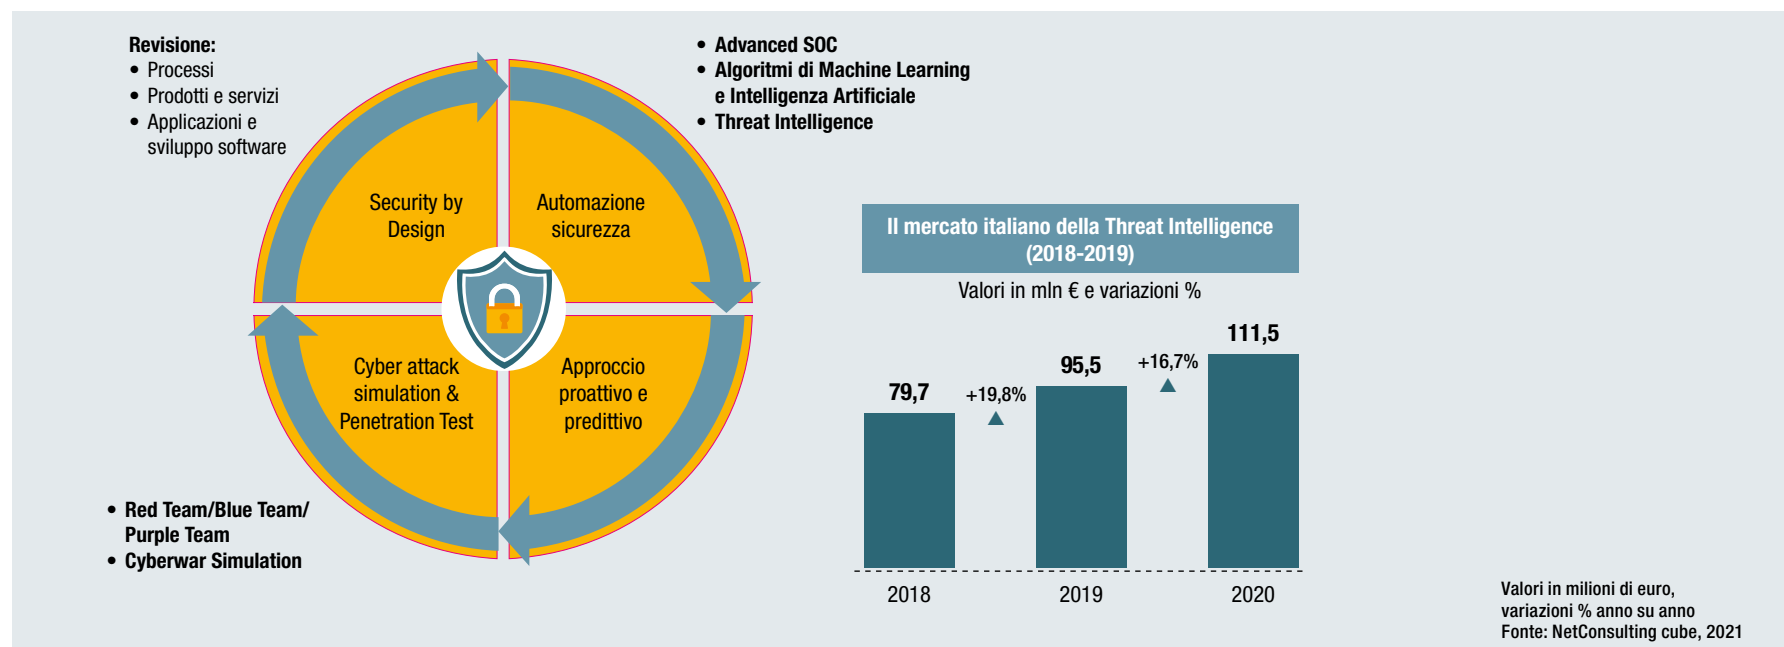 Revisione:
• Processi
• Prodotti e servizi
• Applicazioni e
sviluppo software
• Advanced SOC
• Algoritmi di Machine Learning
e Intelligenza Artificiale
• Threat Intelligence
Security by
Design
Automazione
sicurezza
Cyber attack
simulation &
Penetration Test
Approccio
proattivo e
predittivo
• Red Team/Blue Team/
Purple Team
• Cyberwar Simulation
Il mercato italiano della Threat Intelligence
(2018-2019)
Valori in mln € e variazioni %
79,7
+19,8%
95,5
+16,7%
111,5
2018
2019
2020
Valori in milioni di euro,
variazioni % anno su anno
Fonte: NetConsulting cube, 2021